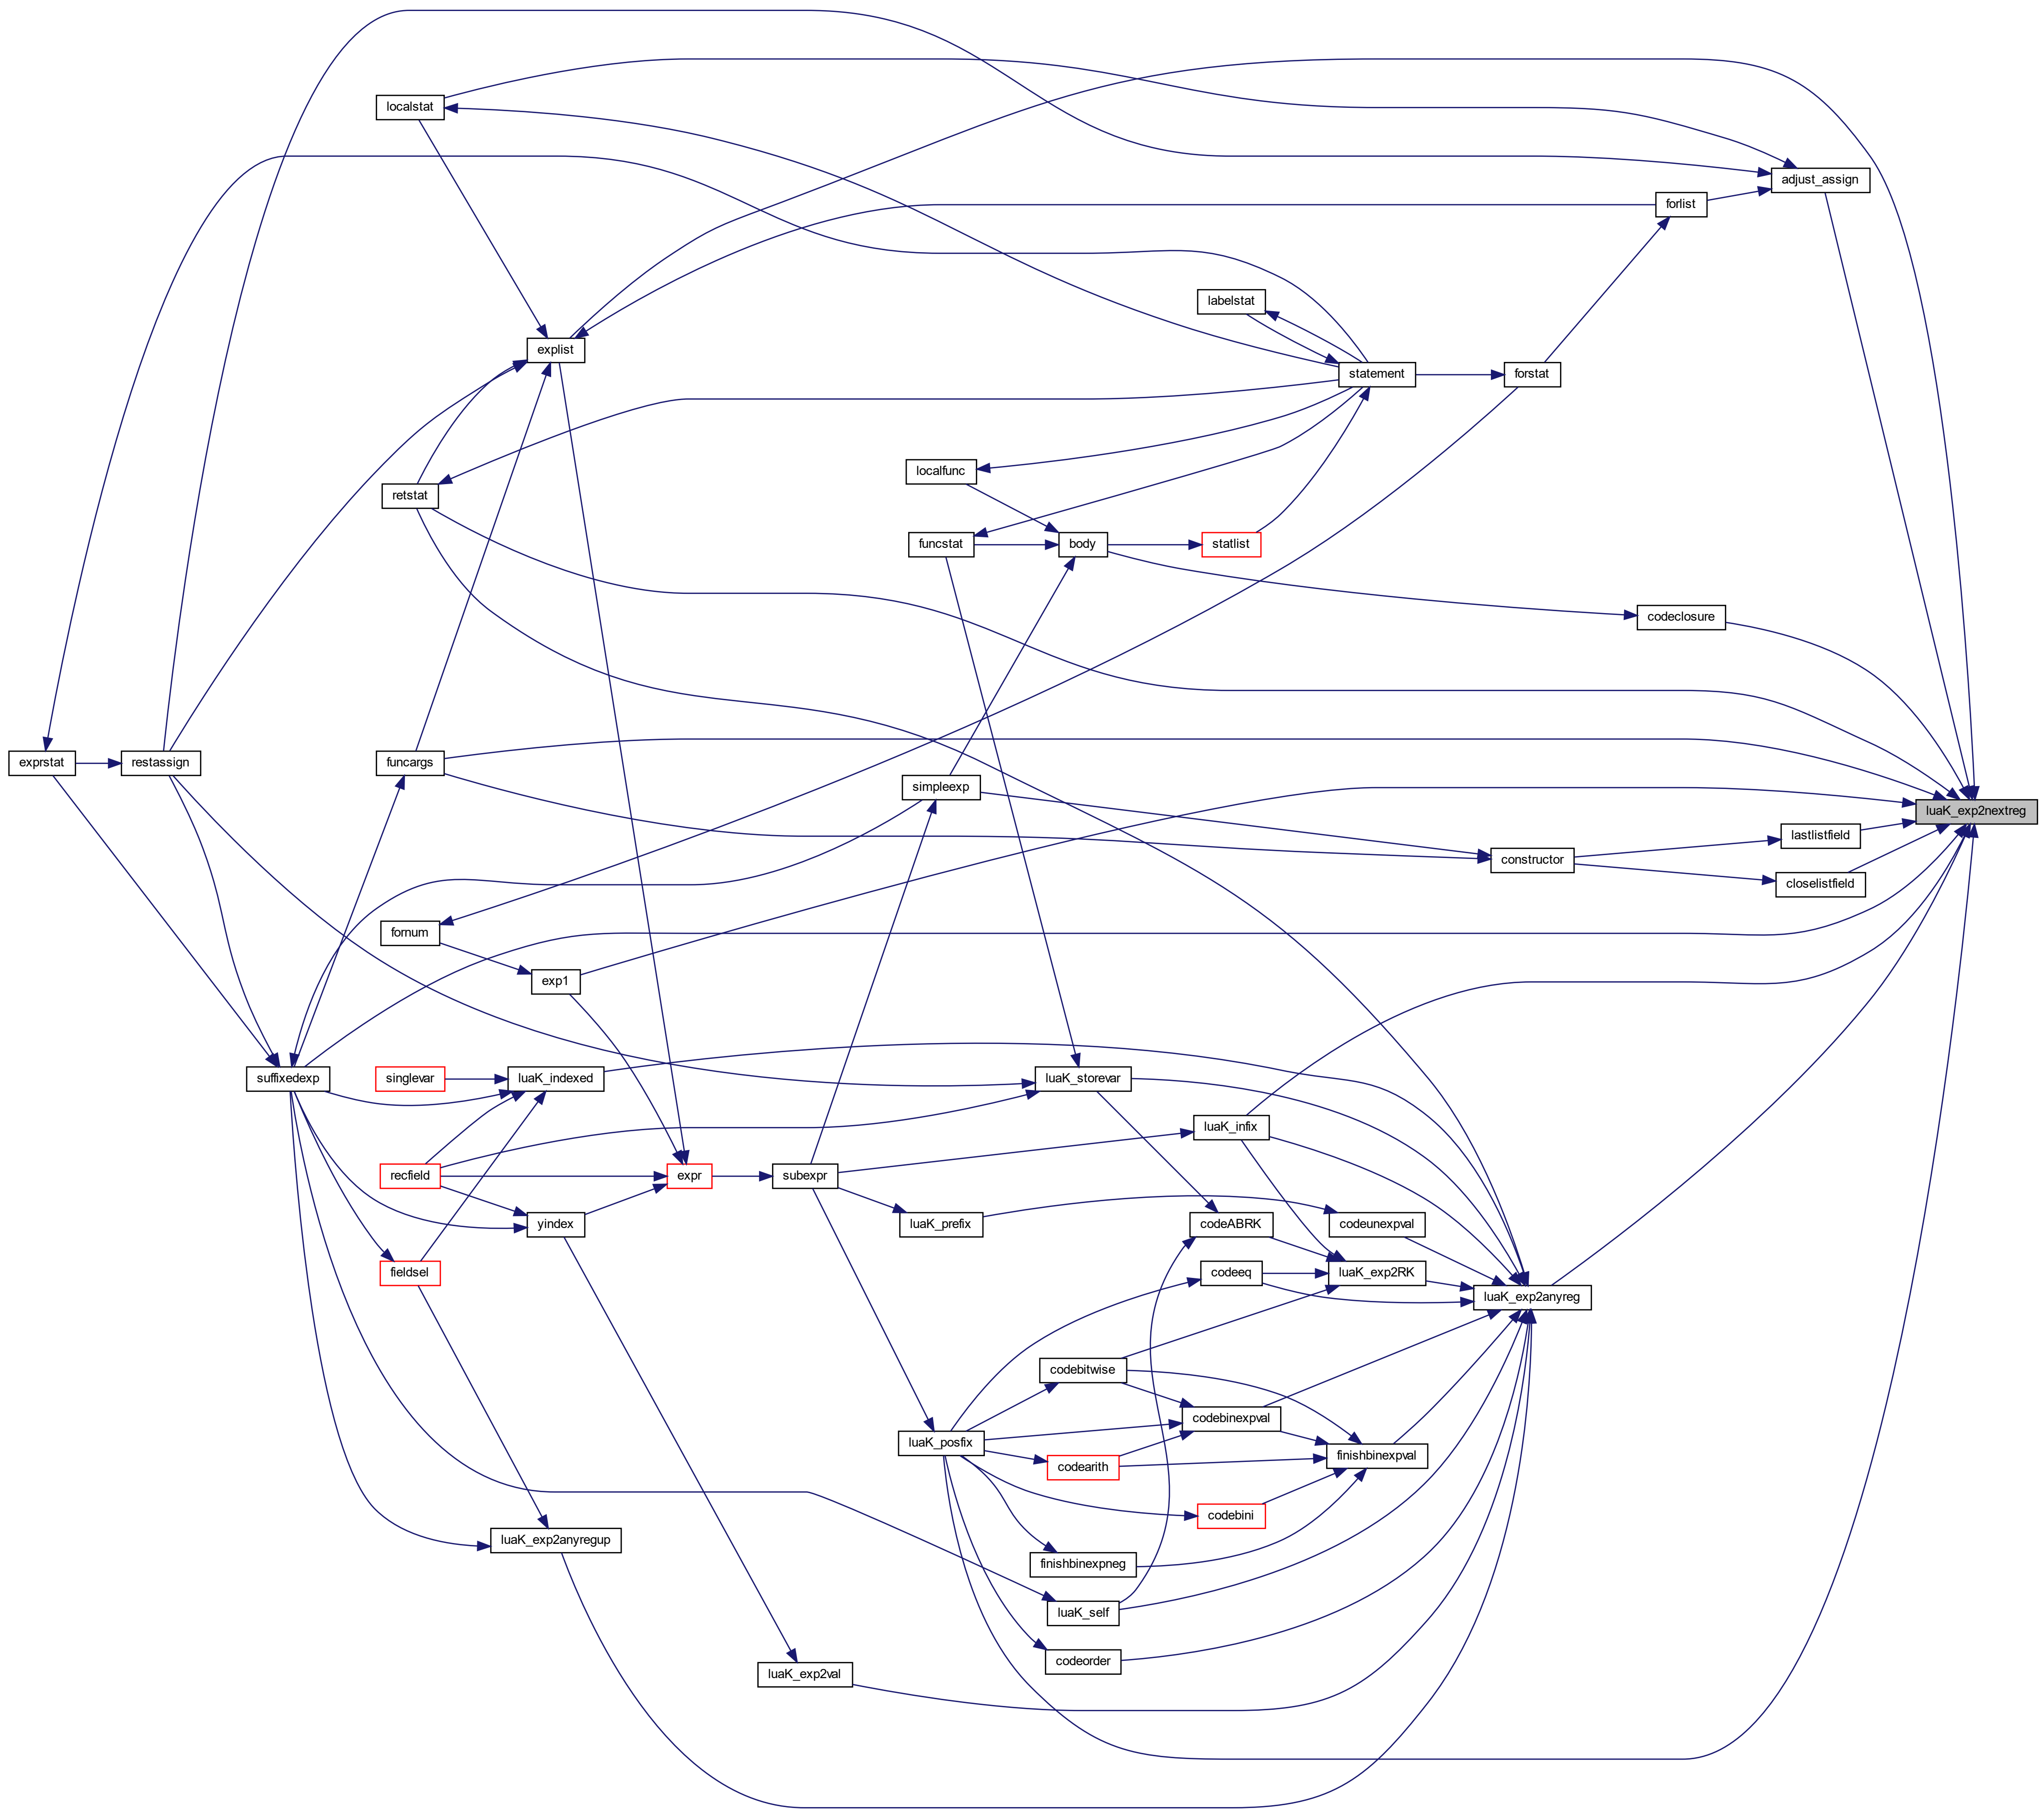 localstat
adjust_assign
forlist
labelstat
explist
statement
forstat
localfunc
retstat
funcstat
body
statlist
codeclosure
exprstat
restassign
funcargs
simpleexp
luaK_exp2nextreg
lastlistfield
constructor
closelistfield
fornum
exp1
suffixedexp
singlevar
luaK_indexed
luaK_storevar
luaK_infix
recfield
expr
subexpr
yindex
luaK_prefix
codeABRK
codeunexpval
fieldsel
codeeq
luaK_exp2RK
luaK_exp2anyreg
codebitwise
codebinexpval
luaK_posfix
finishbinexpval
codearith
codebini
luaK_exp2anyregup
finishbinexpneg
luaK_self
codeorder
luaK_exp2val